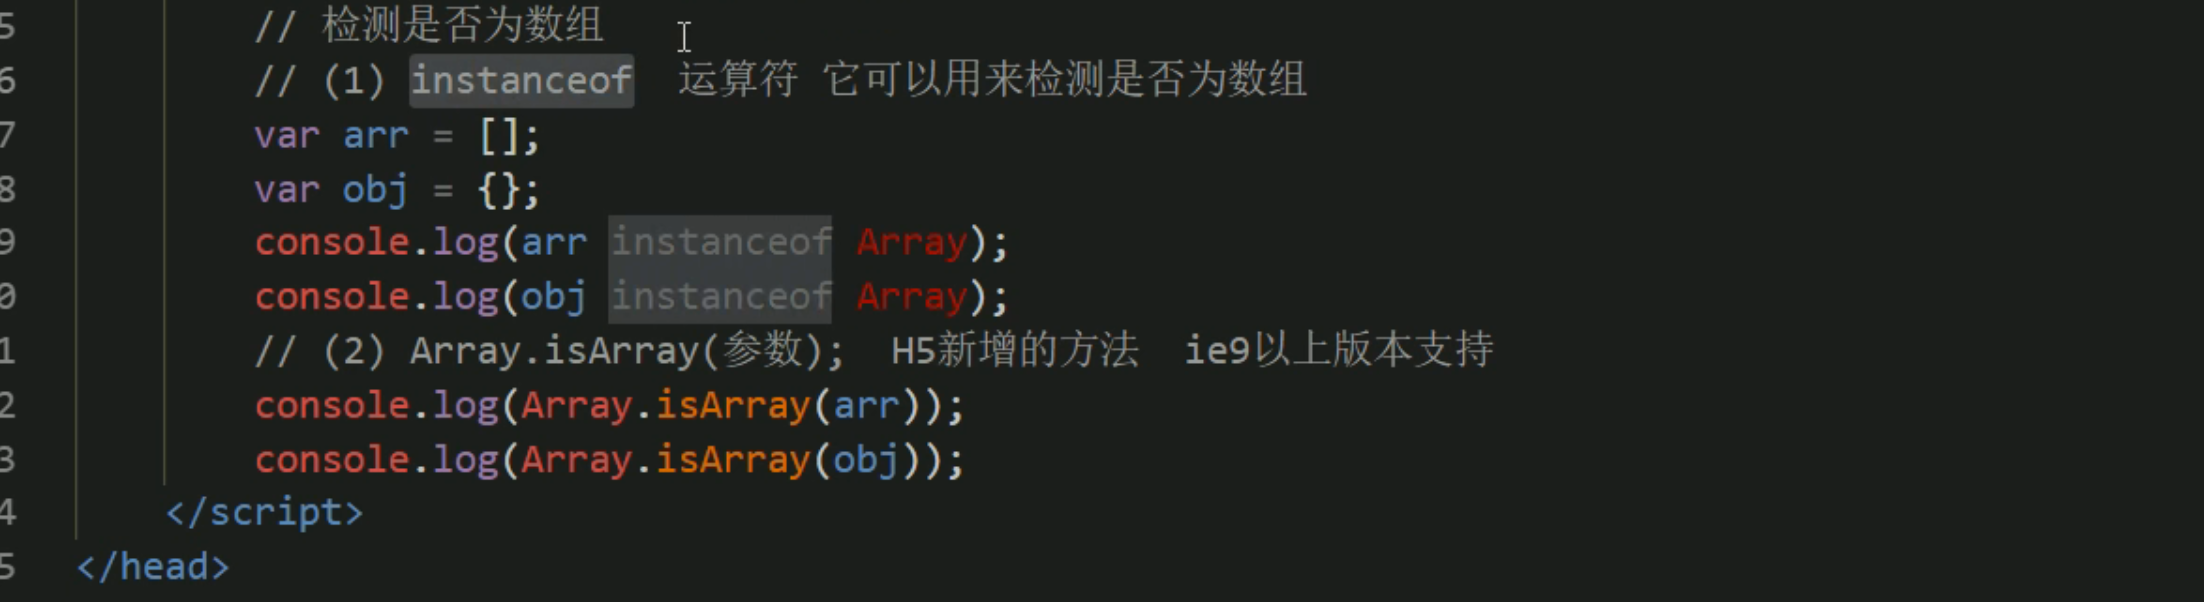 5 // 检测是否为数组
6 // (1) instanceof  运算符 它可以用来检测是否为数组
7 var arr = [];
8 var obj = {};
9 console.log(arr instanceof Array);
0 console.log(obj instanceof Array);
1 // (2) Array.isArray(参数);  H5新增的方法  ie9以上版本支持
2 console.log(Array.isArray(arr));
3 console.log(Array.isArray(obj));
4 </script>
5 </head>